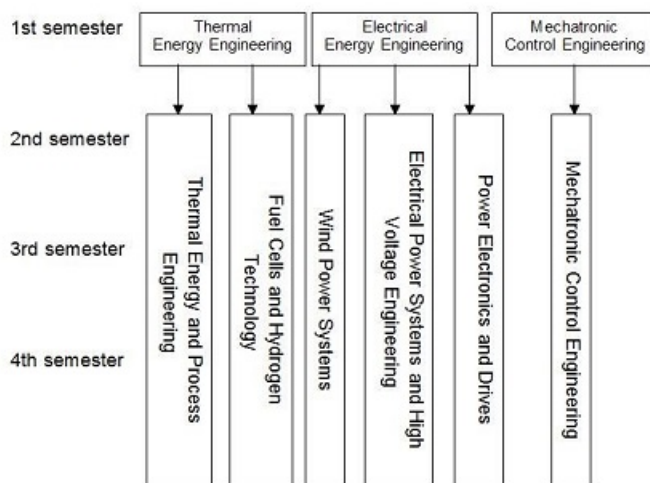 1st semester
Thermal
Energy Engineering
Electrical
Energy Engineering
Mechatronic
Control Engineering
2nd semester
3rd semester
4th semester
Thermal Energy and Process
Engineering
Fuel Cells and Hydrogen
Technology
Wind Power Systems
Electrical Power Systems and High
Voltage Engineering
Power Electronics and Drives
Mechatronic Control Engineering